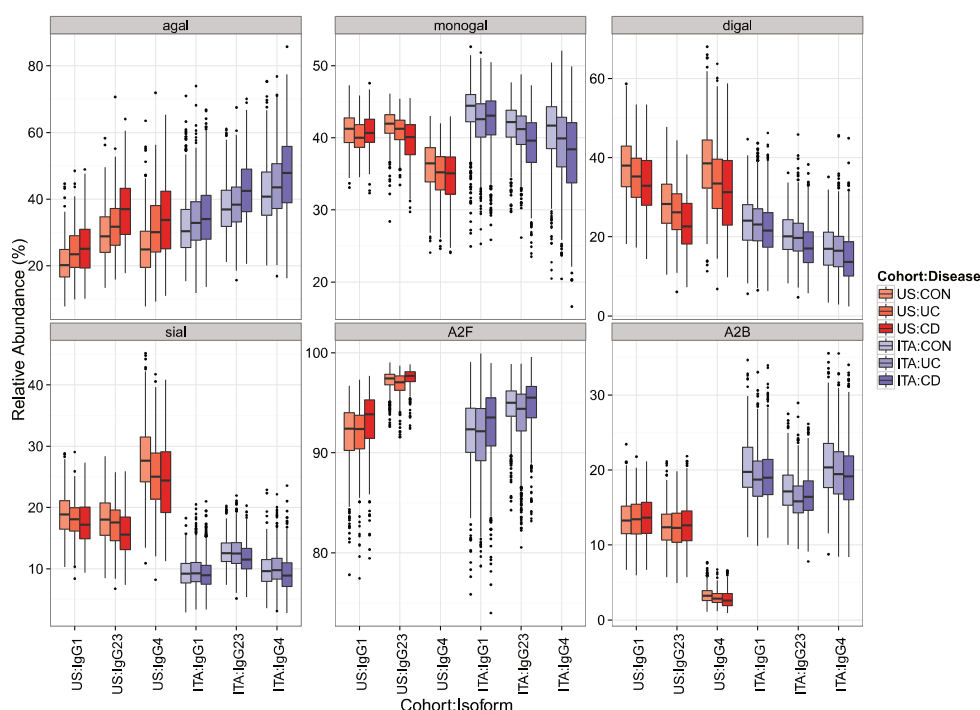 agal
monogal
digal
80
60
40
20
50
40
30
20
60
40
20
0
Relative Abundance (%)
sial
A2F
A2B
40
30
20
10
100
90
80
30
20
10
0
US:IgG1
US:IgG23
US:IgG4
ITA:IgG1
ITA:IgG23
ITA:IgG4
US:IgG1
US:IgG23
US:IgG4
ITA:IgG1
ITA:IgG23
ITA:IgG4
US:IgG1
US:IgG23
US:IgG4
ITA:IgG1
ITA:IgG23
ITA:IgG4
Cohort:Isoform
Cohort:Disease
US:CON
US:UC
US:CD
ITA:CON
ITA:UC
ITA:CD